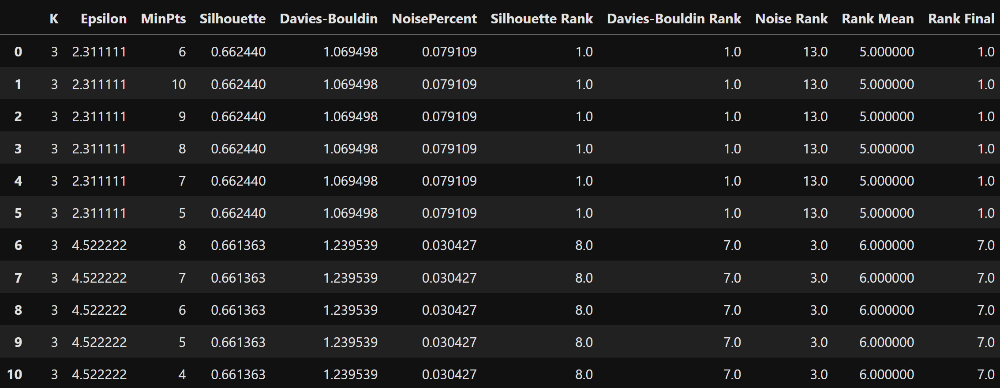 K Epsilon MinPts Silhouette Davies-Bouldin NoisePercent Silhouette Rank Davies-Bouldin Rank Noise Rank Rank Mean Rank Final
0 3 2.311111 6 0.662440 1.069498 0.079109 1.0 1.0 13.0 5.000000 1.0
1 3 2.311111 10 0.662440 1.069498 0.079109 1.0 1.0 13.0 5.000000 1.0
2 3 2.311111 9 0.662440 1.069498 0.079109 1.0 1.0 13.0 5.000000 1.0
3 3 2.311111 8 0.662440 1.069498 0.079109 1.0 1.0 13.0 5.000000 1.0
4 3 2.311111 7 0.662440 1.069498 0.079109 1.0 1.0 13.0 5.000000 1.0
5 3 2.311111 5 0.662440 1.069498 0.079109 1.0 1.0 13.0 5.000000 1.0
6 3 4.522222 8 0.661363 1.239539 0.030427 8.0 7.0 3.0 6.000000 7.0
7 3 4.522222 7 0.661363 1.239539 0.030427 8.0 7.0 3.0 6.000000 7.0
8 3 4.522222 6 0.661363 1.239539 0.030427 8.0 7.0 3.0 6.000000 7.0
9 3 4.522222 5 0.661363 1.239539 0.030427 8.0 7.0 3.0 6.000000 7.0
10 3 4.522222 4 0.661363 1.239539 0.030427 8.0 7.0 3.0 6.000000 7.0